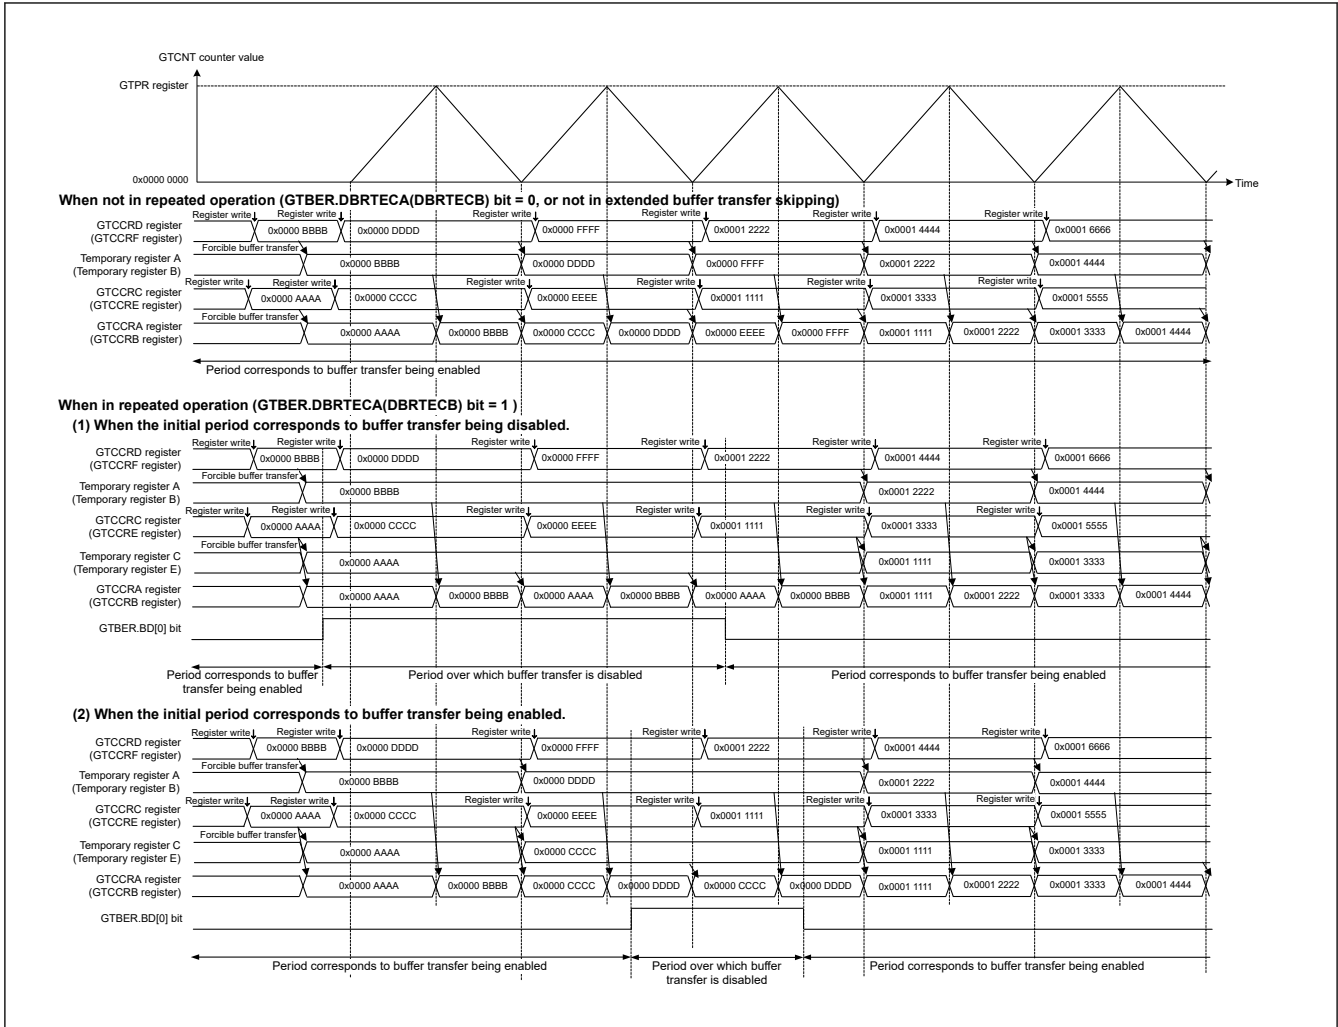 GTCNT counter value
GTPR register
0x0000 0000
Time
When not in repeated operation (GTBER.DBRTECA(DBRTECB) bit = 0, or not in extended buffer transfer skipping)
Register write Register write Register write Register write Register write Register write
GTCCRD register
(GTCCRF register)
0x0000 BBBB 0x0000 DDDD 0x0000 FFFF 0x0001 2222 0x0001 4444 0x0001 6666
Forcible buffer transfer
Temporary register A
(Temporary register B)
0x0000 BBBB 0x0000 DDDD 0x0000 FFFF 0x0001 2222 0x0001 4444
Register write Register write Register write Register write Register write Register write
GTCCRC register
(GTCCRE register)
0x0000 AAAA 0x0000 CCCC 0x0000 EEEE 0x0001 1111 0x0001 3333 0x0001 5555
Forcible buffer transfer
GTCCRA register
(GTCCRB register)
0x0000 AAAA 0x0000 BBBB 0x0000 CCCC 0x0000 DDDD 0x0000 EEEE 0x0000 FFFF 0x0001 1111 0x0001 2222 0x0001 3333 0x0001 4444
Period corresponds to buffer transfer being enabled
When in repeated operation (GTBER.DBRTECA(DBRTECB) bit = 1 )
(1) When the initial period corresponds to buffer transfer being disabled.
Register write Register write Register write Register write Register write Register write
GTCCRD register
(GTCCRF register)
0x0000 BBBB 0x0000 DDDD 0x0000 FFFF 0x0001 2222 0x0001 4444 0x0001 6666
Forcible buffer transfer
Temporary register A
(Temporary register B)
0x0000 BBBB 0x0001 2222 0x0001 4444
Register write Register write Register write Register write Register write Register write
GTCCRC register
(GTCCRE register)
0x0000 AAAA 0x0000 CCCC 0x0000 EEEE 0x0001 1111 0x0001 3333 0x0001 5555
Forcible buffer transfer
Temporary register C
(Temporary register E)
0x0000 AAAA 0x0001 1111 0x0001 3333
GTCCRA register
(GTCCRB register)
0x0000 AAAA 0x0000 BBBB 0x0000 AAAA 0x0000 BBBB 0x0000 AAAA 0x0000 BBBB 0x0001 1111 0x0001 2222 0x0001 3333 0x0001 4444
GTBER.BD[0] bit
Period corresponds to buffer
transfer being enabled
Period over which buffer transfer is disabled
Period corresponds to buffer transfer being enabled
(2) When the initial period corresponds to buffer transfer being enabled.
Register write Register write Register write Register write Register write Register write
GTCCRD register
(GTCCRF register)
0x0000 BBBB 0x0000 DDDD 0x0000 FFFF 0x0001 2222 0x0001 4444 0x0001 6666
Forcible buffer transfer
Temporary register A
(Temporary register B)
0x0000 BBBB 0x0000 DDDD 0x0001 2222 0x0001 4444
Register write Register write Register write Register write Register write Register write
GTCCRC register
(GTCCRE register)
0x0000 AAAA 0x0000 CCCC 0x0000 EEEE 0x0001 1111 0x0001 3333 0x0001 5555
Forcible buffer transfer
Temporary register C
(Temporary register E)
0x0000 AAAA 0x0000 CCCC 0x0001 1111 0x0001 3333
GTCCRA register
(GTCCRB register)
0x0000 AAAA 0x0000 BBBB 0x0000 CCCC 0x0000 DDDD 0x0000 CCCC 0x0000 DDDD 0x0001 1111 0x0001 2222 0x0001 3333 0x0001 4444
GTBER.BD[0] bit
Period corresponds to buffer transfer being enabled
Period over which buffer
transfer is disabled
Period corresponds to buffer transfer being enabled